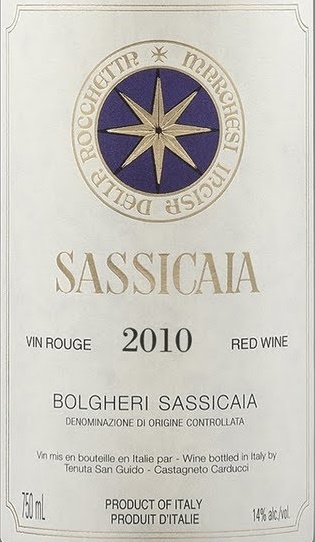 MARCHESI INCISA DELLA ROCCHETTA
SASSICAIA
VIN ROUGE 2010 RED WINE
BOLGHERI SASSICAIA
DENOMINAZIONE DI ORIGINE CONTROLLATA
Vin mis en bouteille en Italie par - Wine bottled in Italy by
Tenuta San Guido - Castagneto Carducci
750 mL PRODUCT OF ITALY 14% alc./vol.
PRODUIT D'ITALIE